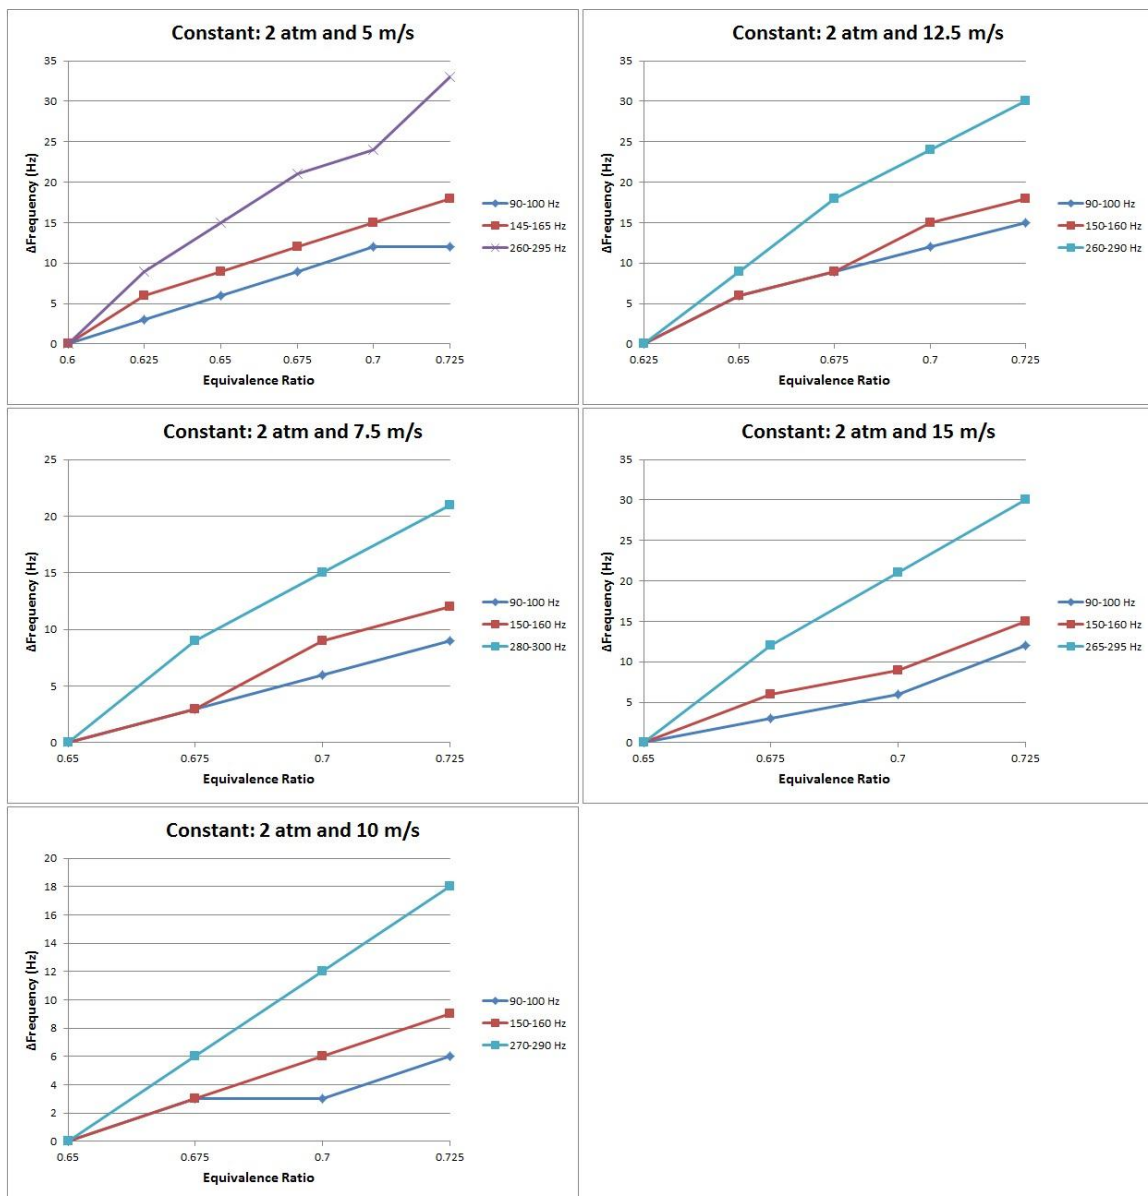 Constant: 2 atm and 5 m/s
35
30
25
20
15
10
5
0
ΔFrequency (Hz)
0.6 0.625 0.65 0.675 0.7 0.725
Equivalence Ratio
90-100 Hz
145-165 Hz
260-295 Hz
Constant: 2 atm and 12.5 m/s
35
30
25
20
15
10
5
0
ΔFrequency (Hz)
0.625 0.65 0.675 0.7 0.725
Equivalence Ratio
90-100 Hz
150-160 Hz
260-290 Hz
Constant: 2 atm and 7.5 m/s
25
20
15
10
5
0
ΔFrequency (Hz)
0.65 0.675 0.7 0.725
Equivalence Ratio
90-100 Hz
150-160 Hz
280-300 Hz
Constant: 2 atm and 15 m/s
35
30
25
20
15
10
5
0
ΔFrequency (Hz)
0.65 0.675 0.7 0.725
Equivalence Ratio
90-100 Hz
150-160 Hz
265-295 Hz
Constant: 2 atm and 10 m/s
20
18
16
14
12
10
8
6
4
2
0
ΔFrequency (Hz)
0.65 0.675 0.7 0.725
Equivalence Ratio
90-100 Hz
150-160 Hz
270-290 Hz